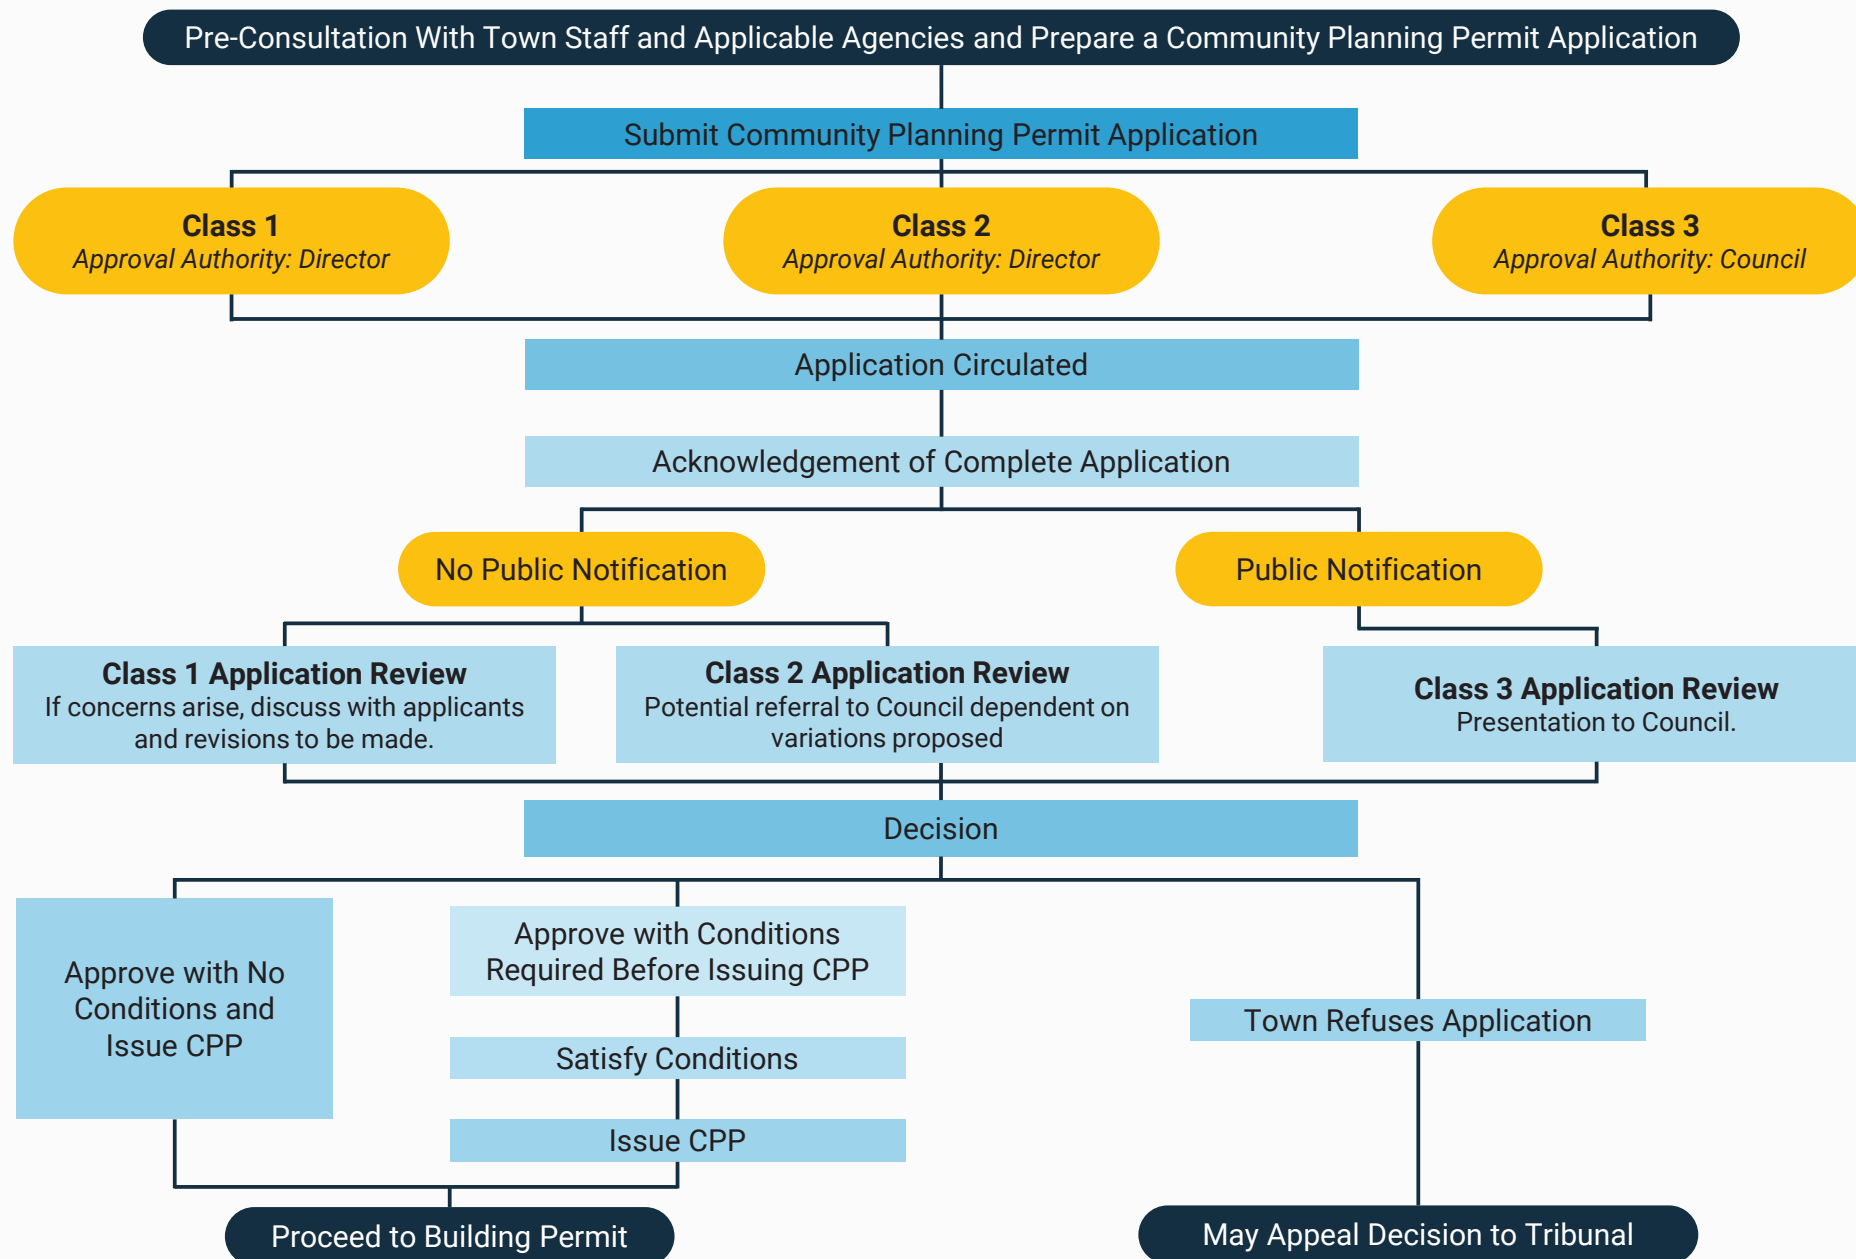 Pre-Consultation With Town Staff and Applicable Agencies and Prepare a Community Planning Permit Application
Submit Community Planning Permit Application
Class 1
Approval Authority: Director
Class 2
Approval Authority: Director
Class 3
Approval Authority: Council
Application Circulated
Acknowledgement of Complete Application
No Public Notification
Public Notification
Class 1 Application Review
If concerns arise, discuss with applicants
and revisions to be made.
Class 2 Application Review
Potential referral to Council dependent on
variations proposed
Class 3 Application Review
Presentation to Council.
Decision
Approve with No
Conditions and
Issue CPP
Approve with Conditions
Required Before Issuing CPP
Satisfy Conditions
Issue CPP
Town Refuses Application
Proceed to Building Permit
May Appeal Decision to Tribunal